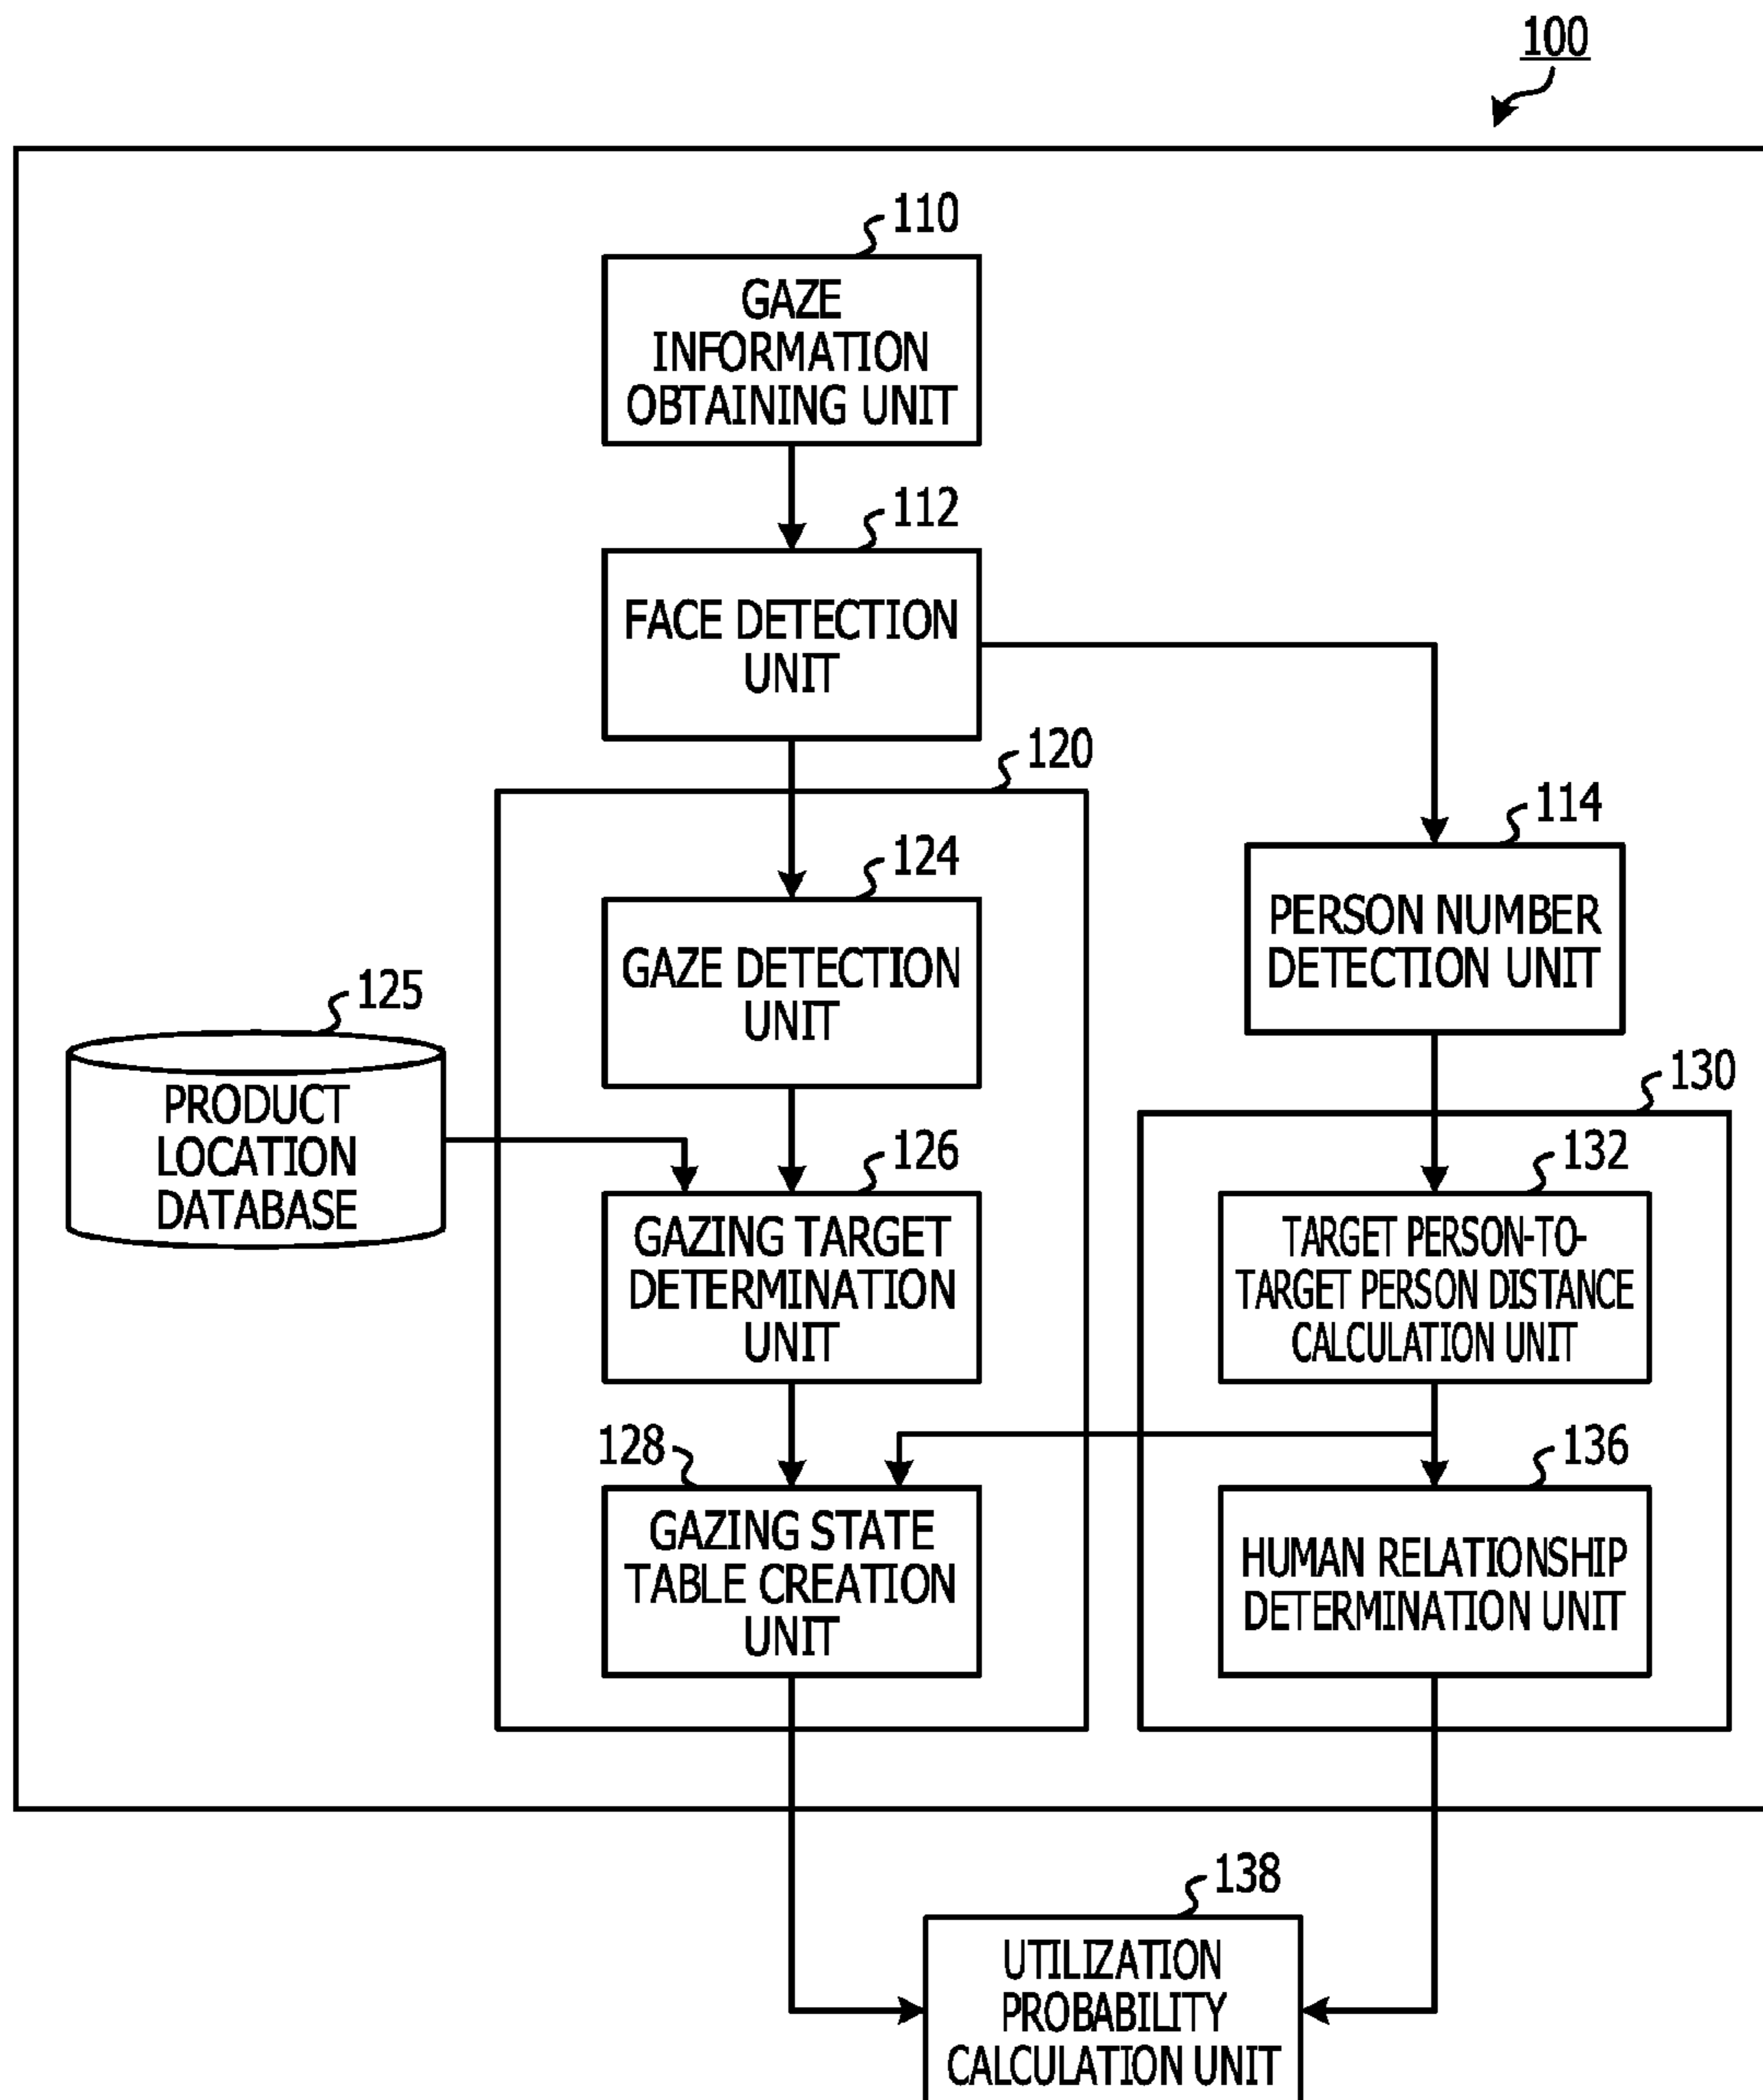 100
110
GAZE
INFORMATION
OBTAINING UNIT
112
FACE DETECTION
UNIT
120
114
124
PERSON NUMBER
DETECTION UNIT
GAZE DETECTION
UNIT
125
PRODUCT
LOCATION
DATABASE
130
126
132
GAZING TARGET
DETERMINATION
UNIT
TARGET PERSON-TO-
TARGET PERSON DISTANCE
CALCULATION UNIT
128
136
GAZING STATE
TABLE CREATION
UNIT
HUMAN RELATIONSHIP
DETERMINATION UNIT
138
UTILIZATION
PROBABILITY
CALCULATION UNIT